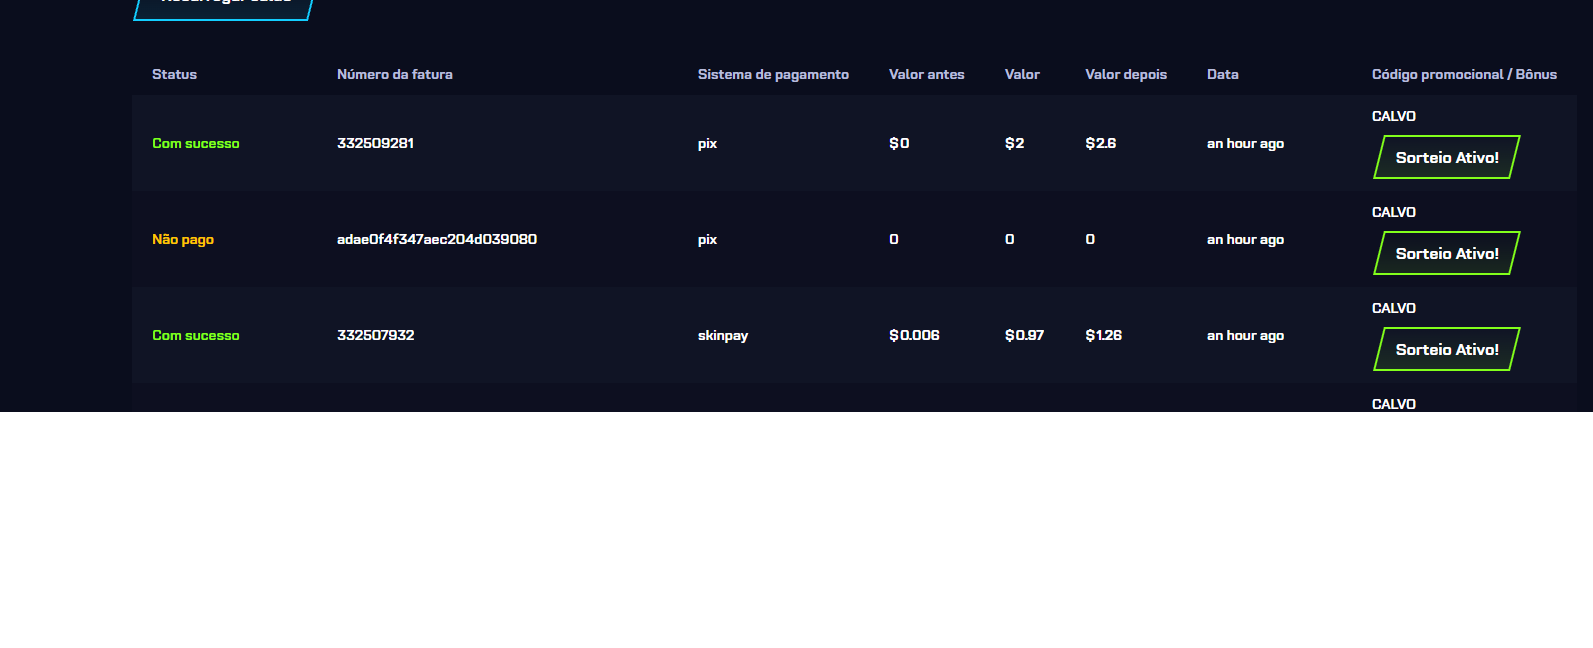 Status Número da fatura Sistema de pagamento Valor antes Valor Valor depois Data Código promocional / Bônus
CALVO
Com sucesso 332509281 pix $0 $2 $2.6 an hour ago
Sorteio Ativo!
CALVO
Não pago adae0f4f347aec204d039080 pix 0 0 0 an hour ago
Sorteio Ativo!
CALVO
Com sucesso 332507932 skinpay $0.006 $0.97 $1.26 an hour ago
Sorteio Ativo!
CALVO